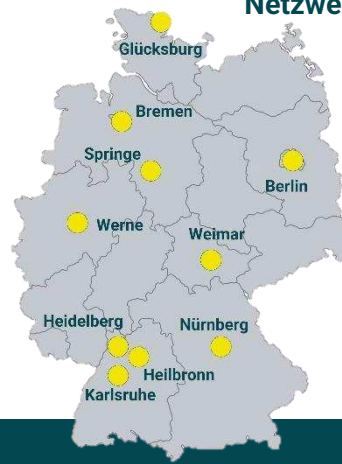 Netzwe
Glücksburg
Bremen
Springe
Berlin
Werne
Weimar
Heidelberg
Nürnberg
Heilbronn
Karlsruhe